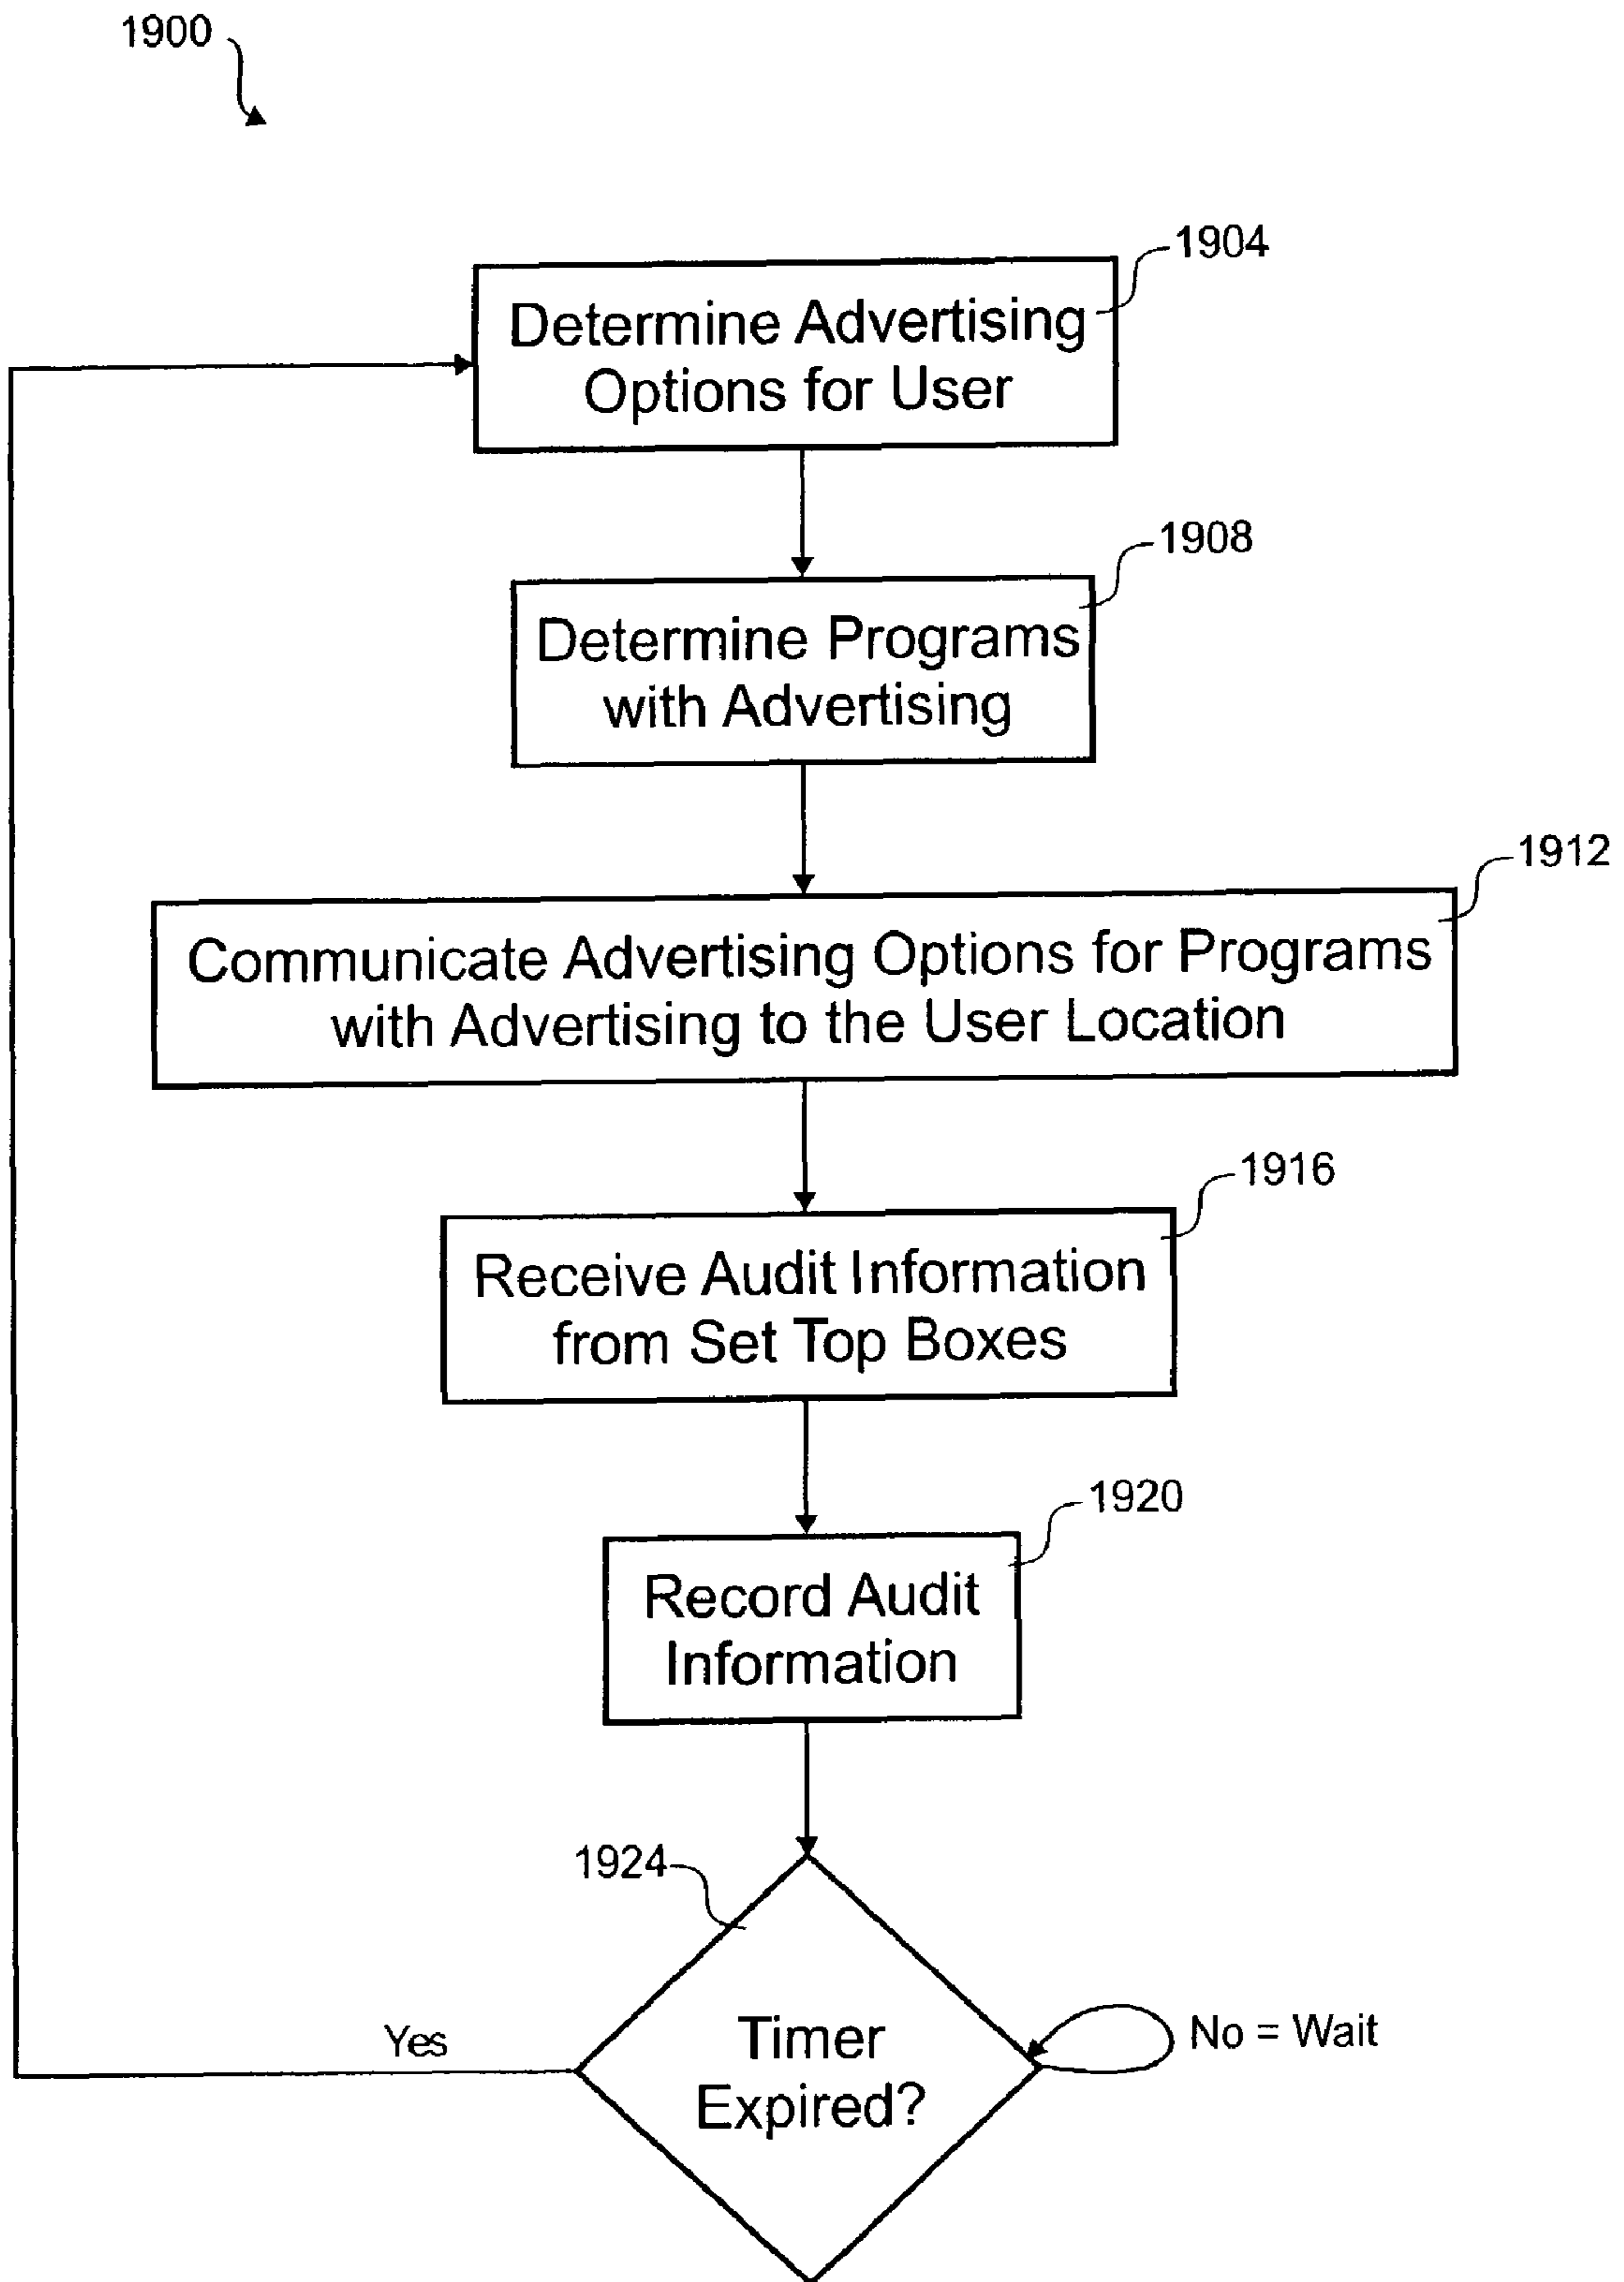 1900
1904
Determine Advertising
Options for User
1908
Determine Programs
with Advertising
1912
Communicate Advertising Options for Programs
with Advertising to the User Location
1916
Receive Audit Information
from Set Top Boxes
1920
Record Audit
Information
1924
Timer
Expired?
Yes
No = Wait